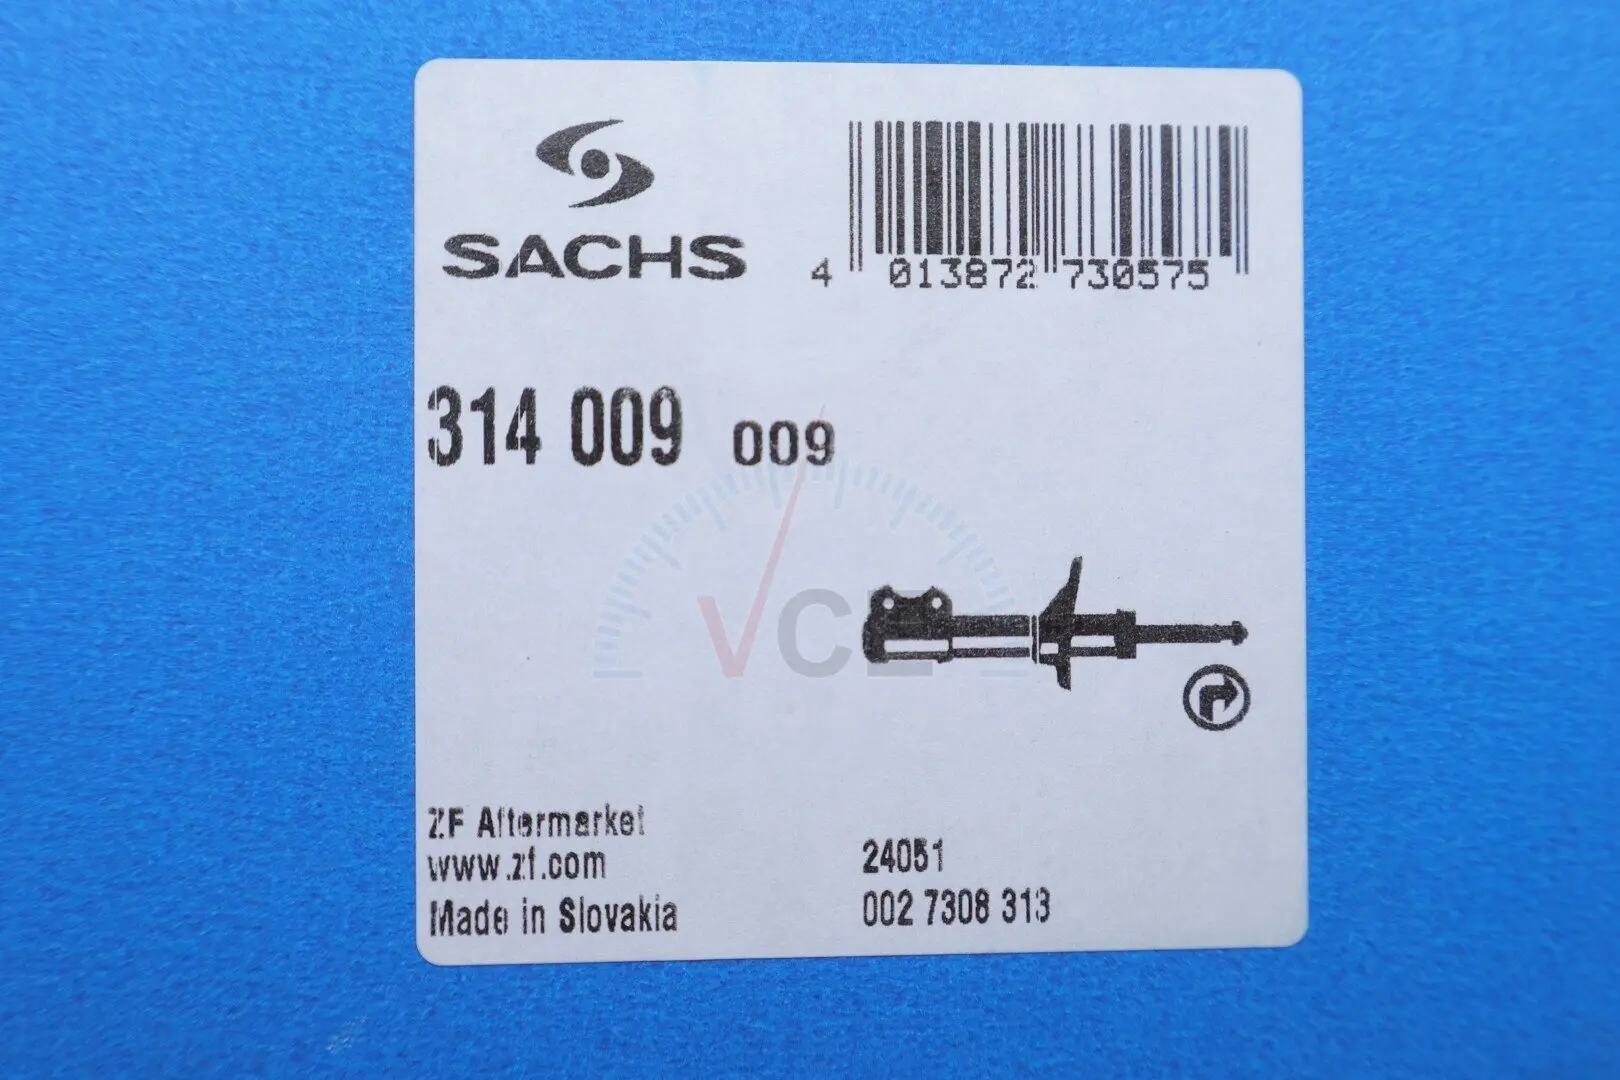 SACHS
4 013872 730575
314 009 009
VCE
ZF Aftermarket
www.zf.com
Made in Slovakia
24051
002 7308 313